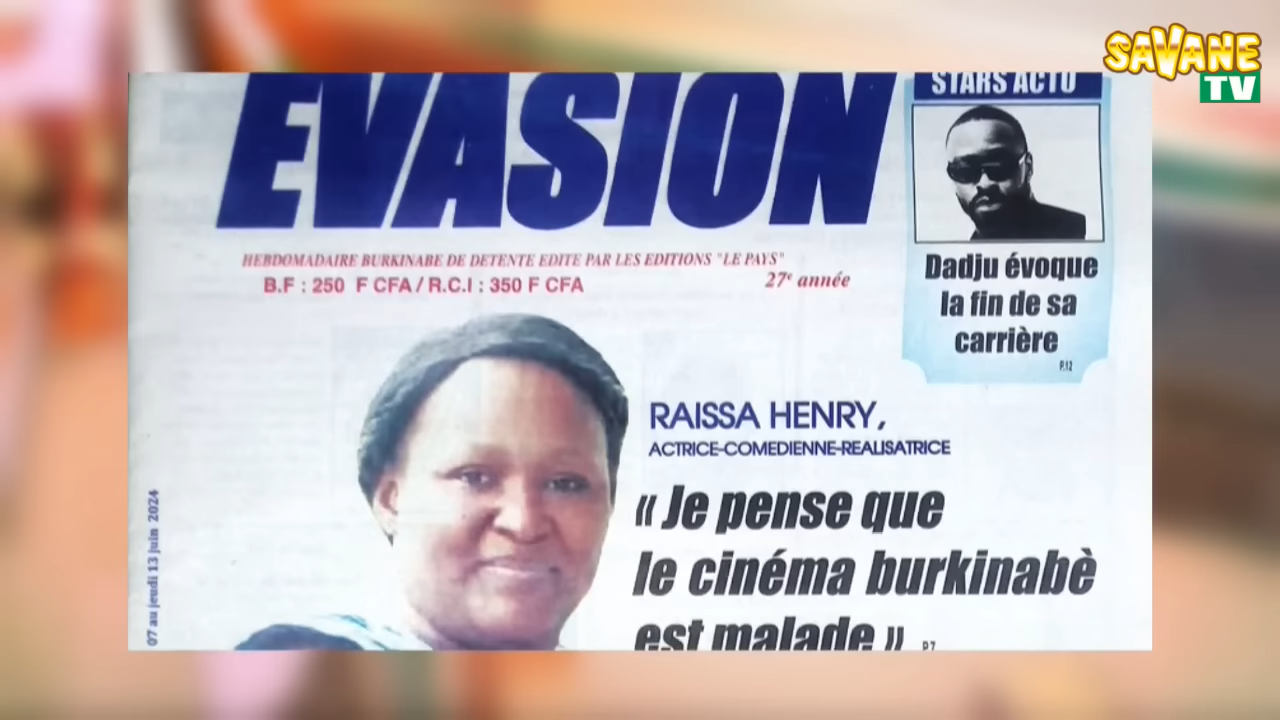 SAVANE
TV
EVASION
HEBDOMADAIRE BURKINABE DE DETENTE EDITE PAR LES EDITIONS "LE PAYS"
B.F : 250 F CFA / R.C.I : 350 F CFA
27e année
STARS ACTU
Dadju évoque
la fin de sa
carrière
P.12
RAISSA HENRY,
ACTRICE-COMEDIENNE-REALISATRICE
« Je pense que
le cinéma burkinabè
est malade »
P.7
07 au jeudi 13 juin 2024